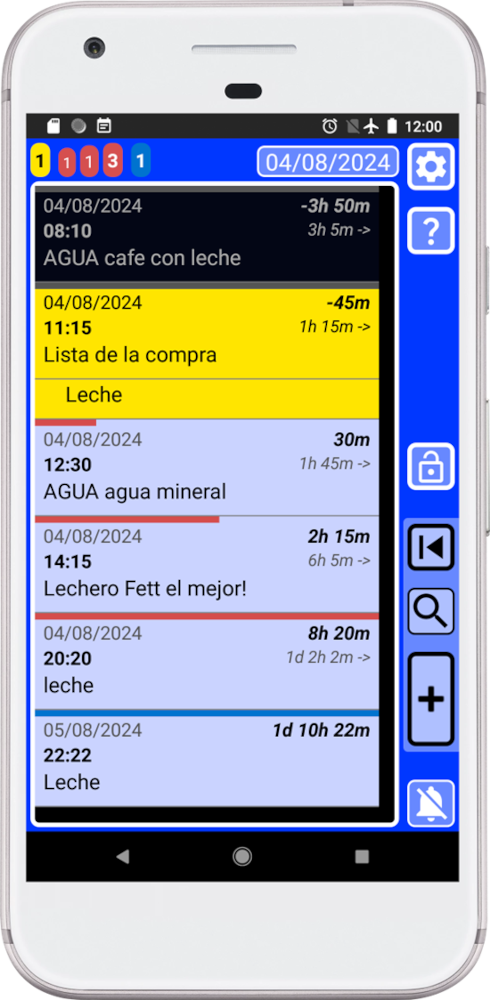 12:00
1 1 1 3 1 04/08/2024
?
04/08/2024 -3h 50m
08:10 3h 5m ->
AGUA cafe con leche
04/08/2024 -45m
11:15 1h 15m ->
Lista de la compra
Leche
04/08/2024 30m
12:30 1h 45m ->
AGUA agua mineral
04/08/2024 2h 15m
14:15 6h 5m ->
Lechero Fett el mejor!
04/08/2024 8h 20m
20:20 1d 2h 2m ->
leche
05/08/2024 1d 10h 22m
22:22
Leche
+